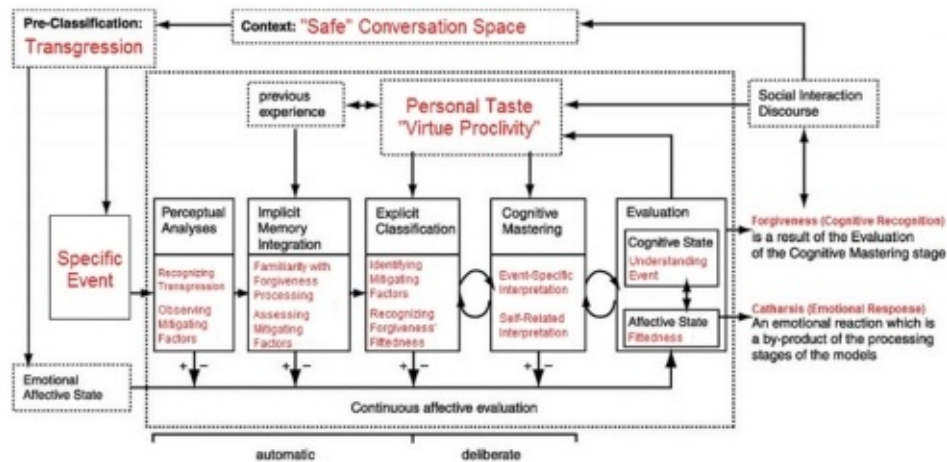 Pre-Classification:
Transgression
Context: "Safe" Conversation Space
previous
experience
Personal Taste
"Virtue Proclivity"
Social Interaction
Discourse
Specific
Event
Perceptual
Analyses
Recognizing
Transgression
Observing
Mitigating
Factors
Implicit
Memory
Integration
Familiarity with
Forgiveness
Processing
Assessing
Mitigating
Factors
Explicit
Classification
Identifying
Mitigating
Factors
Recognizing
Forgiveness'
Fittedness
Cognitive
Mastering
Event-Specific
Interpretation
Self-Related
Interpretation
Evaluation
Cognitive State
Understanding
Event
Affective State
Fittedness
Forgiveness (Cognitive Recognition)
is a result of the Evaluation
of the Cognitive Mastering stage
Catharsis (Emotional Response)
An emotional reaction which is
a by-product of the processing
stages of the models
+ − + − + − + −
Emotional
Affective State
Continuous affective evaluation
automatic deliberate